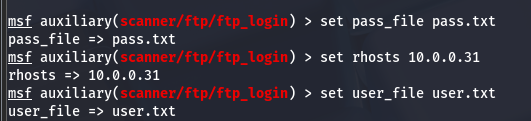 msf auxiliary(scanner/ftp/ftp_login) > set pass_file pass.txt
pass_file => pass.txt
msf auxiliary(scanner/ftp/ftp_login) > set rhosts 10.0.0.31
rhosts => 10.0.0.31
msf auxiliary(scanner/ftp/ftp_login) > set user_file user.txt
user_file => user.txt